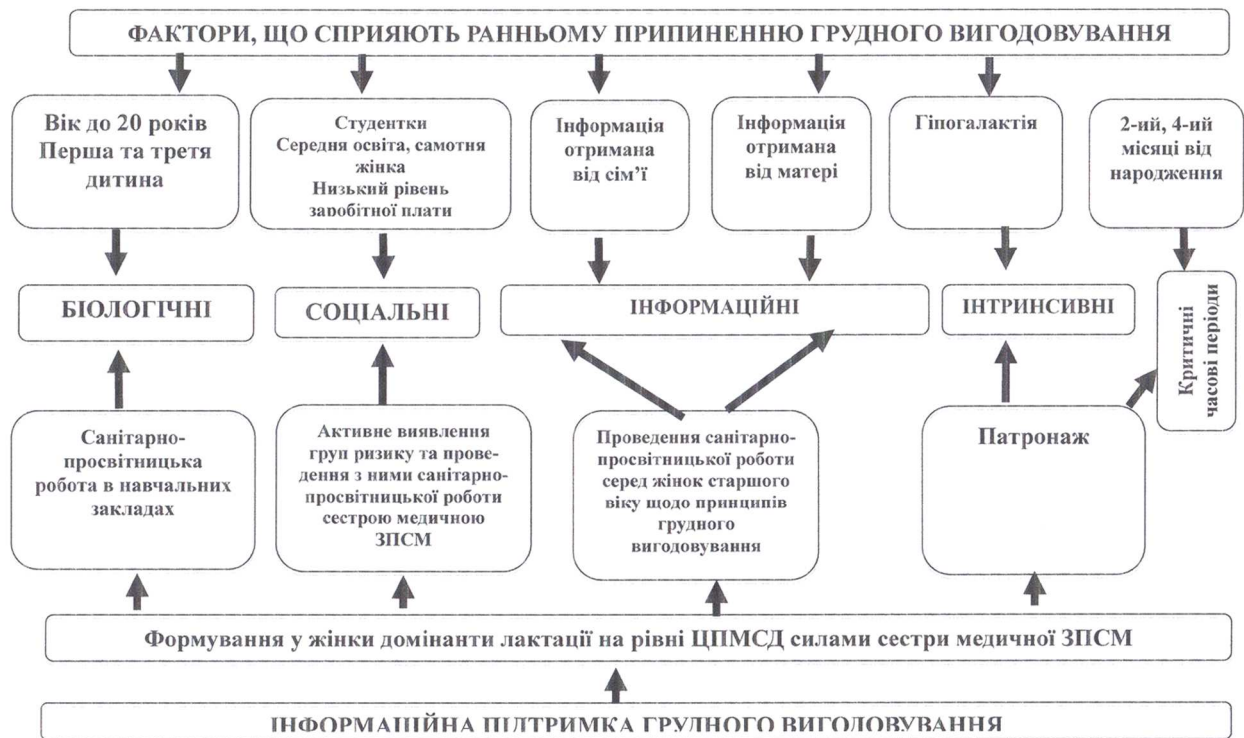 ФАКТОРИ, ЩО СПРИЯЮТЬ РАННЬОМУ ПРИПИНЕННЮ ГРУДНОГО ВИГОДОВУВАННЯ
Вік до 20 років
Перша та третя
дитина
Студентки
Середня освіта, самотня
жінка
Низький рівень
заробітної плати
Інформація
отримана
від сім’ї
Інформація
отримана
від матері
Гіпогалактія
2-ий, 4-ий
місяці від
народження
БІОЛОГІЧНІ
СОЦІАЛЬНІ
ІНФОРМАЦІЙНІ
ІНТРИНСИВНІ
Критичні
часові періоди
Санітарно-
просвітницька
робота в навчальних
закладах
Активне виявлення
груп ризику та прове-
дення з ними санітарно-
просвітницької роботи
сестрою медичною
ЗПСМ
Проведення санітарно-
просвітницької роботи
серед жінок старшого
віку щодо принципів
грудного
вигодовування
Патронаж
Формування у жінки домінанти лактації на рівні ЦПМСД силами сестри медичної ЗПСМ
ІНФОРМАЦІЙНА ПІДТРИМКА ГРУДНОГО ВИГОДОВУВАННЯ